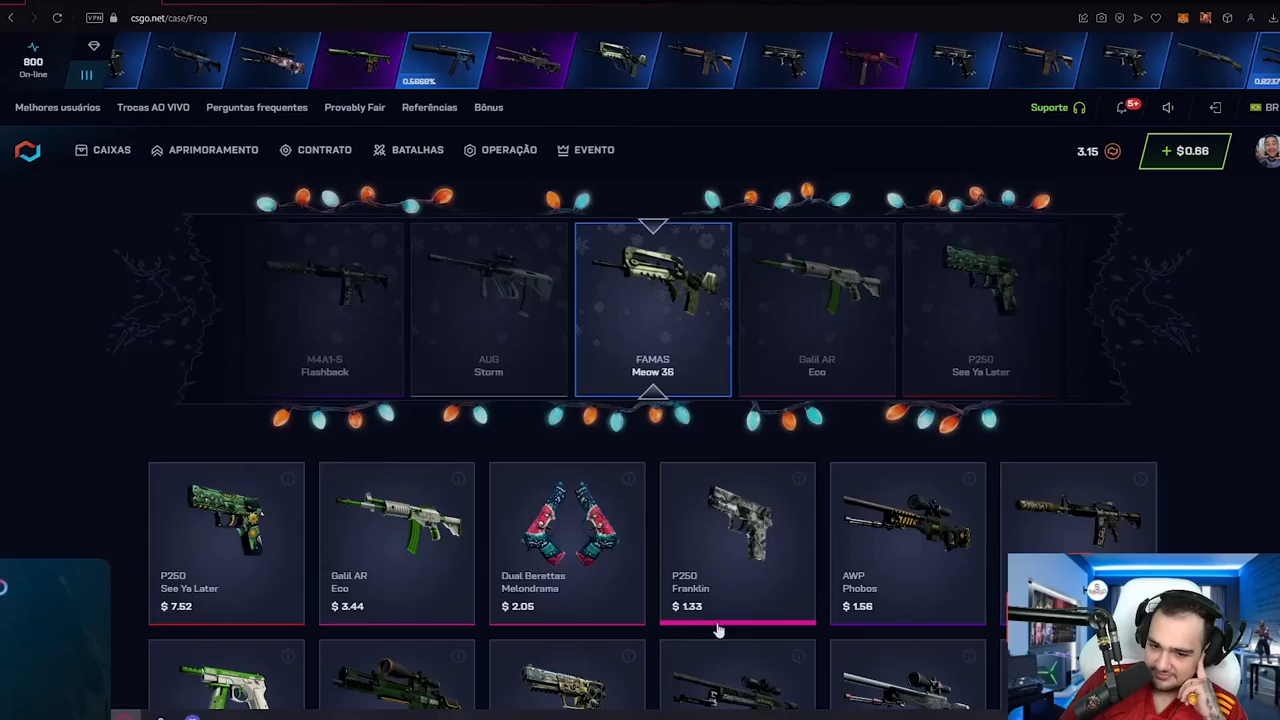 VPN
csgo.net/case/Frog
800
On-line
0.5668%
Melhores usuários
Trocas AO VIVO
Perguntas frequentes
Provably Fair
Referências
Bônus
Suporte
5+
BR
CAIXAS
APRIMORAMENTO
CONTRATO
BATALHAS
OPERAÇÃO
EVENTO
3.15
+ $0.66
M4A1-S
Flashback
AUG
Storm
FAMAS
Meow 36
Galil AR
Eco
P250
See Ya Later
P250
See Ya Later
$ 7.52
Galil AR
Eco
$ 3.44
Dual Berettas
Melondrama
$ 2.05
P250
Franklin
$ 1.33
AWP
Phobos
$ 1.56